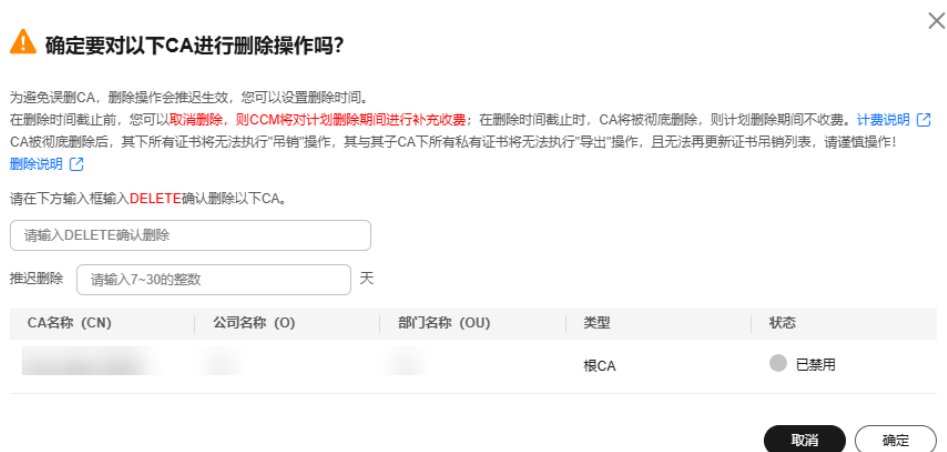 确定要对以下CA进行删除操作吗?
为避免误删CA，删除操作会推迟生效，您可以设置删除时间。
在删除时间截止前，您可以取消删除，则CCM将对计划删除期间进行补充收费；在删除时间截止时，CA将被彻底删除，则计划删除期间不收费。计费说明
CA被彻底删除后，其下所有证书将无法执行"吊销"操作，其与其子CA下所有私有证书将无法执行"导出"操作，且无法再更新证书吊销列表，请谨慎操作！
删除说明
请在下方输入框输入DELETE确认删除以下CA。
请输入DELETE确认删除
推迟删除 请输入7~30的整数 天
CA名称 (CN) 公司名称 (O) 部门名称 (OU) 类型 状态
根CA 已禁用
取消 确定